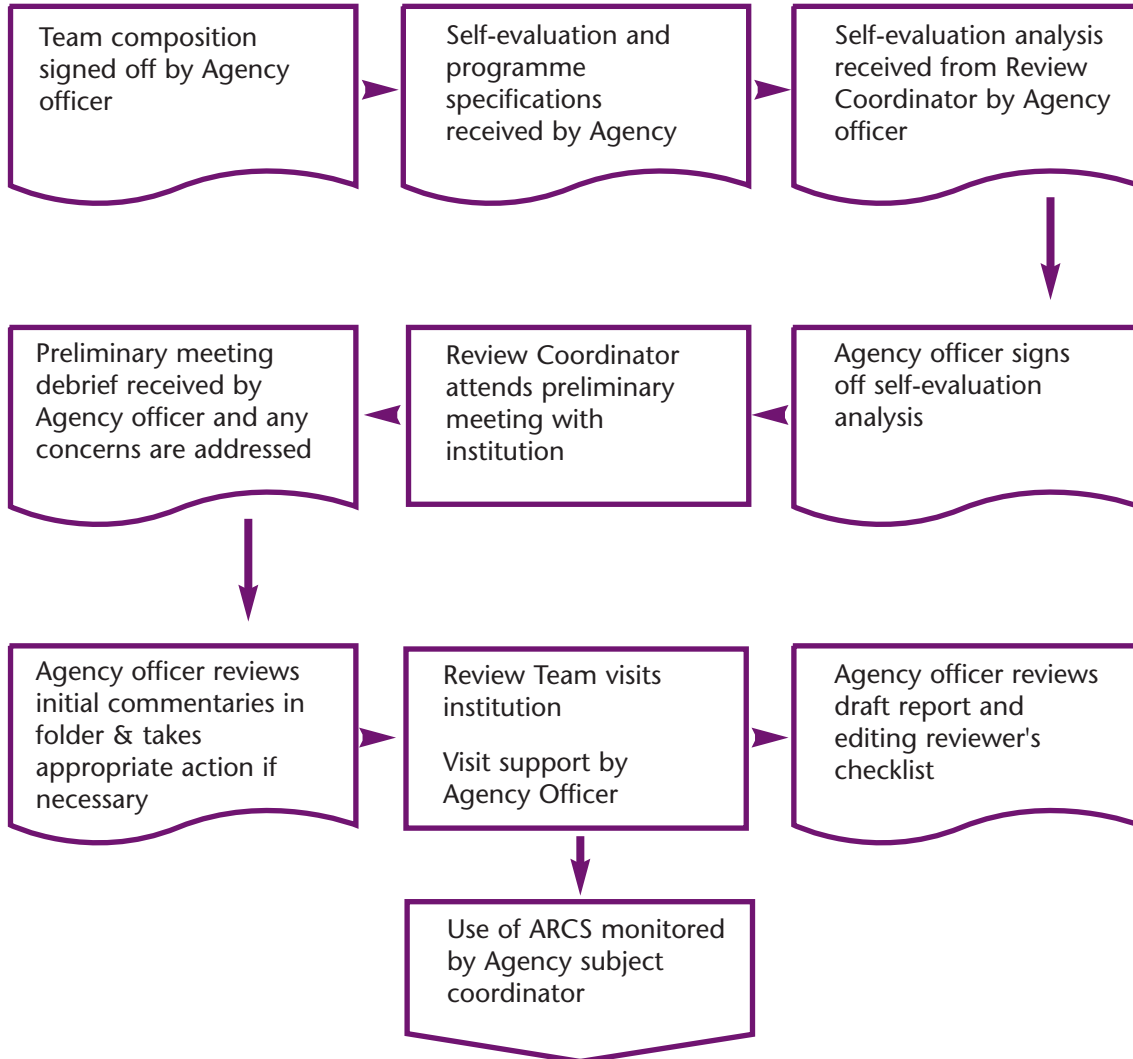 Team composition
signed off by Agency
officer
Self-evaluation and
programme
specifications
received by Agency
Self-evaluation analysis
received from Review
Coordinator by Agency
officer
Agency officer signs
off self-evaluation
analysis
Review Coordinator
attends preliminary
meeting with
institution
Preliminary meeting
debrief received by
Agency officer and any
concerns are addressed
Agency officer reviews
initial commentaries in
folder & takes
appropriate action if
necessary
Review Team visits
institution
Visit support by
Agency Officer
Agency officer reviews
draft report and
editing reviewer's
checklist
Use of ARCS monitored
by Agency subject
coordinator